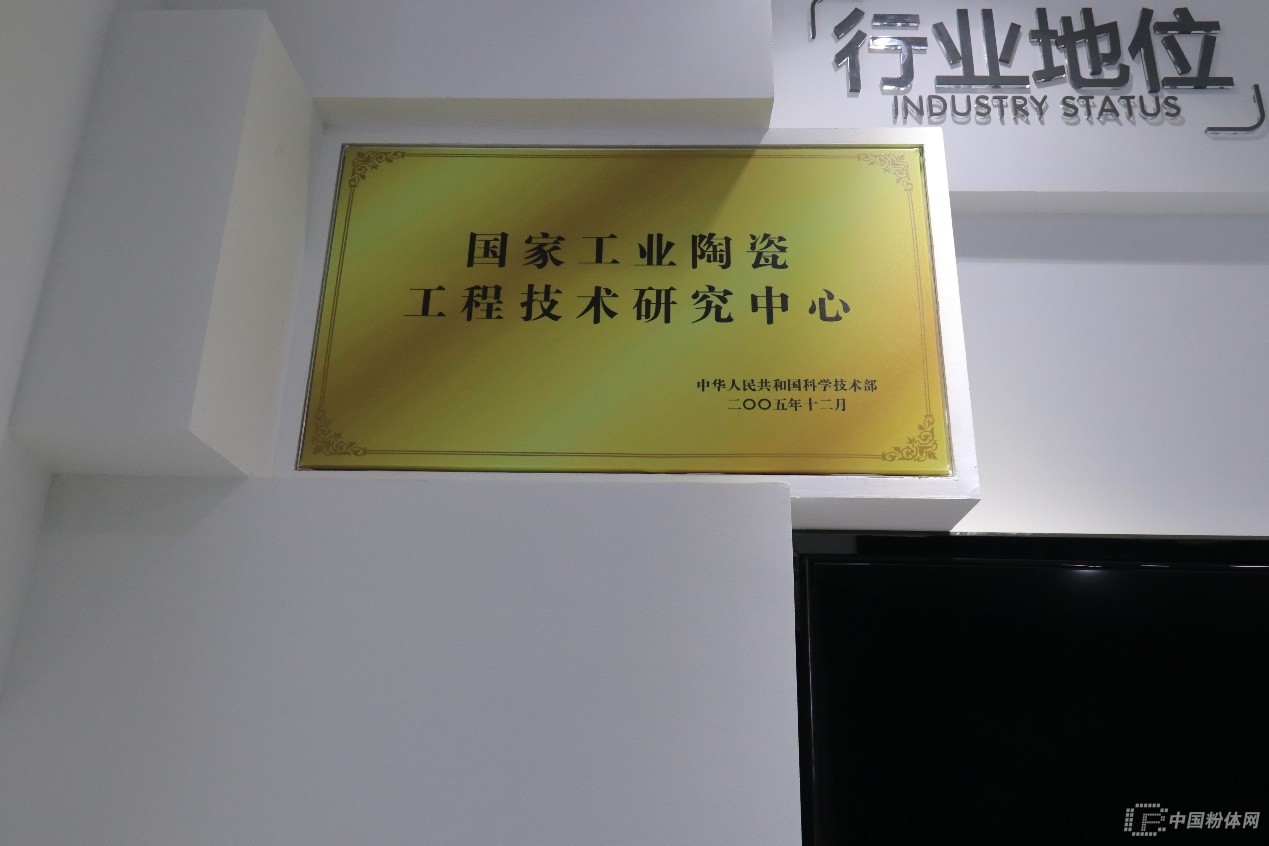 行业地位
INDUSTRY STATUS
国家工业陶瓷
工程技术研究中心
中华人民共和国科学技术部
二〇〇五年十二月
中国粉体网